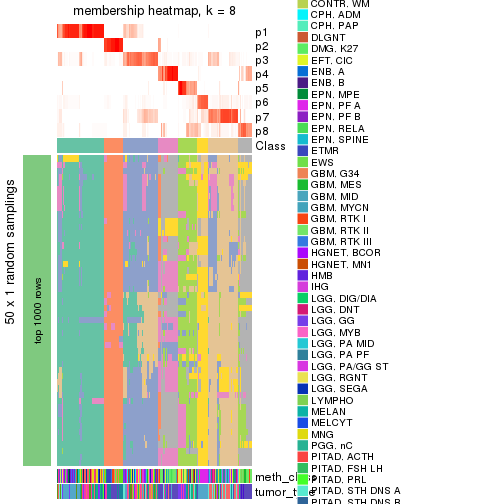 membership heatmap, k = 8
p1
p2
p3
p4
p5
p6
p7
p8
Class
50 x 1 random samplings
top 1000 rows
CONTR. WM
CPH. ADM
CPH. PAP
DLGNT
DMG. K27
EFT. CIC
ENB. A
ENB. B
EPN. MPE
EPN. PF A
EPN. PF B
EPN. RELA
EPN. SPINE
ETMR
EWS
GBM. G34
GBM. MES
GBM. MID
GBM. MYCN
GBM. RTK I
GBM. RTK II
GBM. RTK III
HGNET. BCOR
HGNET. MN1
HMB
IHG
LGG. DIG/DIA
LGG. DNT
LGG. GG
LGG. MYB
LGG. PA MID
LGG. PA PF
LGG. PA/GG ST
LGG. RGNT
LGG. SEGA
LYMPHO
MELAN
MELCYT
MNG
PGG. nC
PITAD. ACTH
PITAD. FSH LH
PITAD. PRL
PITAD. STH DNS A
PITAD. STH DNS B